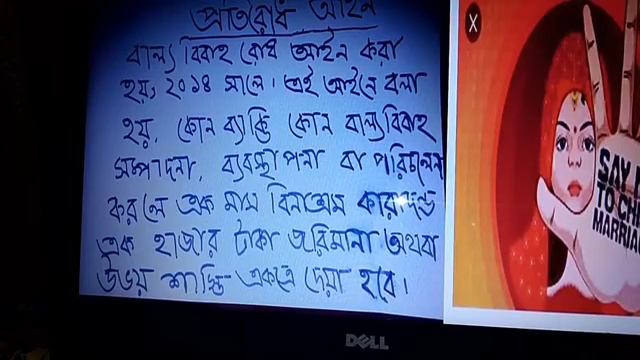 প্রতিরোধ আইন
বাল্য বিবাহ রোধ আইন করা
হয়, ২০১৪ সালে। এই আইনে বলা
হয়, কোন ব্যক্তি কোন বাল্যবিবাহ
সম্পাদনা, ব্যবস্থাপনা বা পরিচালনা
করলে এক মাস বিনাশ্রম কারাদন্ড
এক হাজার টাকা জরিমানা অথবা
উভয় শাস্তি একত্রে দেয়া হবে।
X
SAY
TO CH
MARRIA
DELL